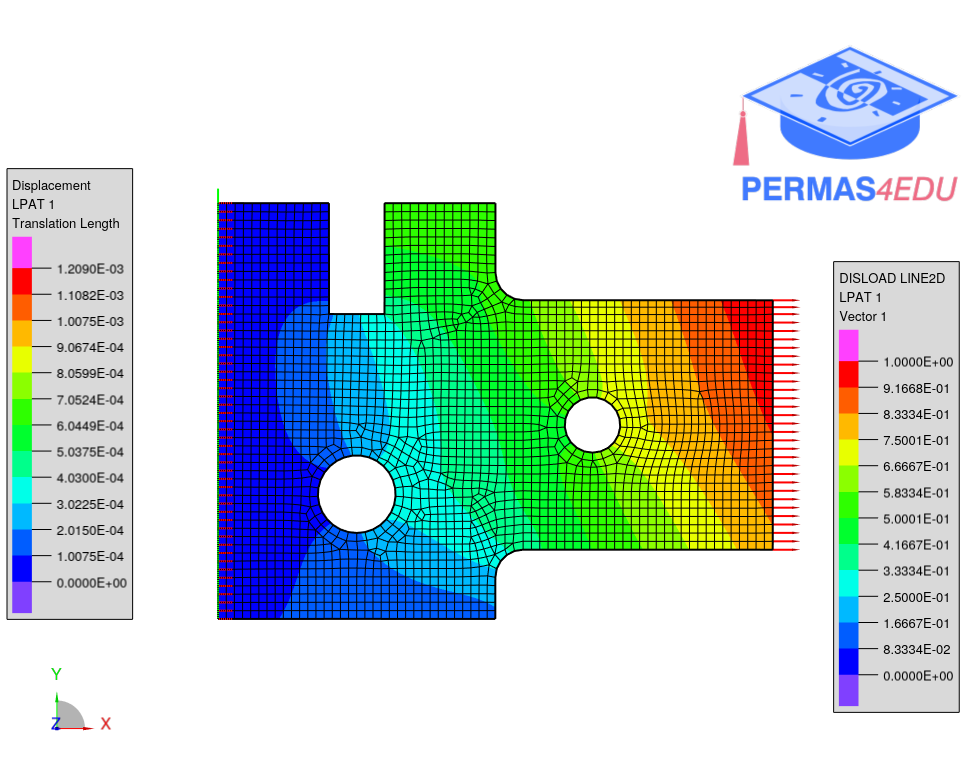 PERMAS4EDU
Displacement
LPAT 1
Translation Length
1.2090E-03
1.1082E-03
1.0075E-03
9.0674E-04
8.0599E-04
7.0524E-04
6.0449E-04
5.0375E-04
4.0300E-04
3.0225E-04
2.0150E-04
1.0075E-04
0.0000E+00
DISLOAD LINE2D
LPAT 1
Vector 1
1.0000E+00
9.1668E-01
8.3334E-01
7.5001E-01
6.6667E-01
5.8334E-01
5.0001E-01
4.1667E-01
3.3334E-01
2.5000E-01
1.6667E-01
8.3334E-02
0.0000E+00
Y
Z
X